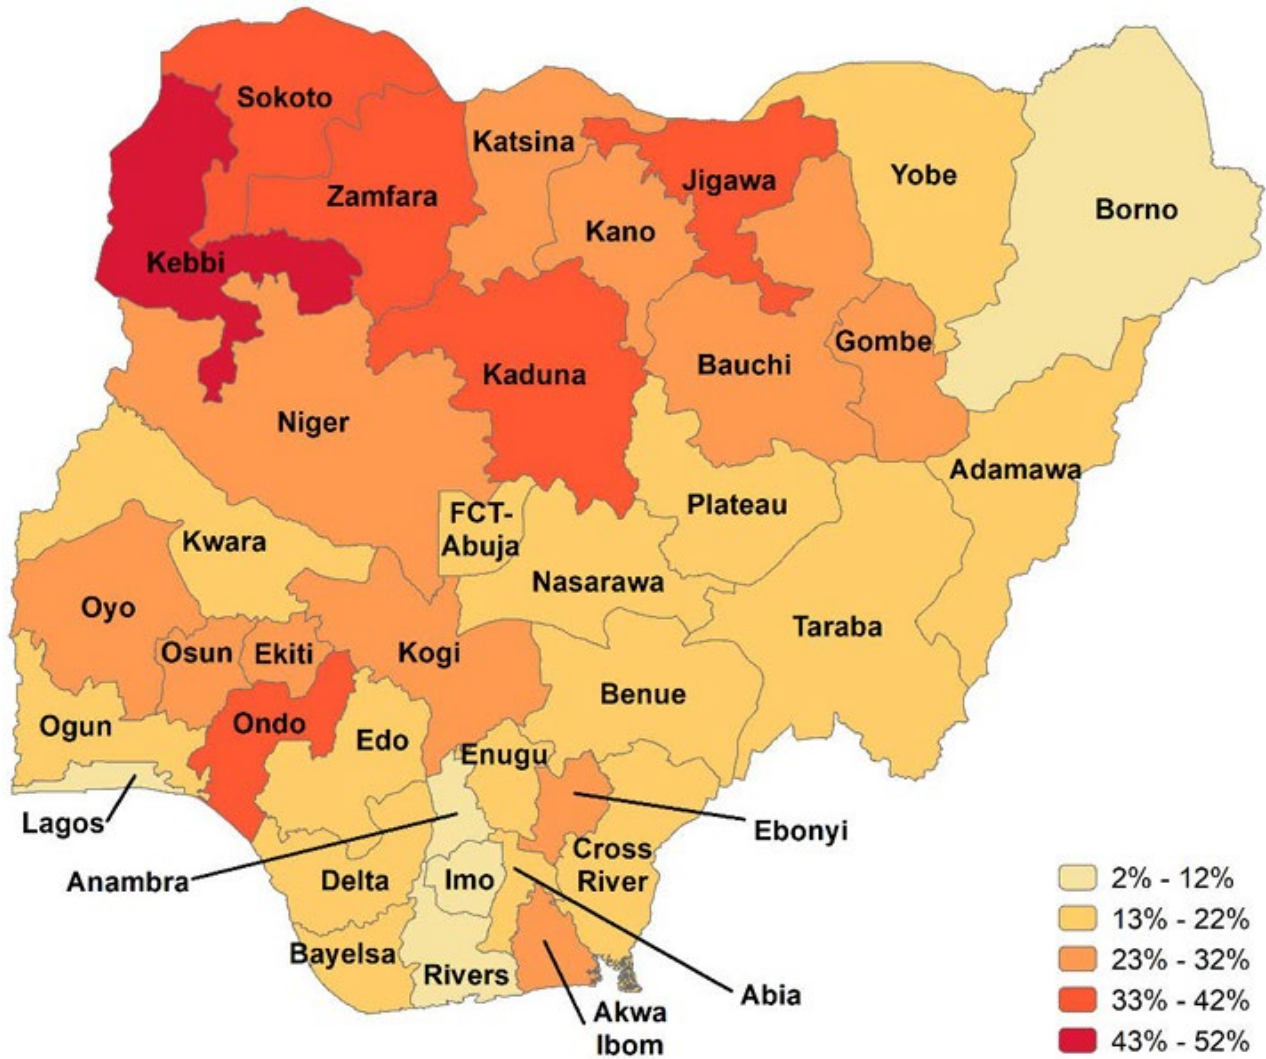 Sokoto
Katsina
Jigawa
Yobe
Borno
Zamfara
Kano
Kebbi
Gombe
Bauchi
Kaduna
Niger
Adamawa
Plateau
FCT-
Abuja
Kwara
Nasarawa
Oyo
Taraba
Osun
Ekiti
Kogi
Benue
Ogun
Ondo
Edo
Enugu
Lagos
Ebonyi
Cross
River
Anambra
Delta
Imo
Bayelsa
Rivers
Abia
Akwa
Ibom
2% - 12%
13% - 22%
23% - 32%
33% - 42%
43% - 52%